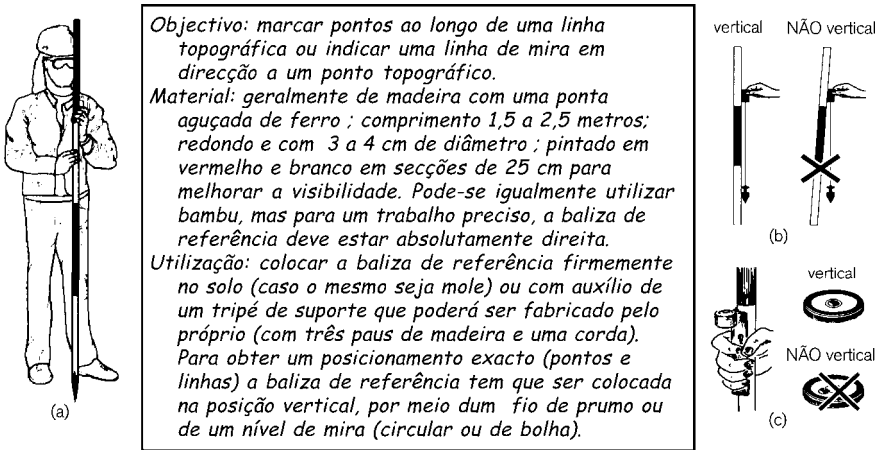 Objectivo: marcar pontos ao longo de uma linha
topográfica ou indicar uma linha de mira em
direcção a um ponto topográfico.
Material: geralmente de madeira com uma ponta
aguçada de ferro ; comprimento 1,5 a 2,5 metros;
redondo e com 3 a 4 cm de diâmetro ; pintado em
vermelho e branco em secções de 25 cm para
melhorar a visibilidade. Pode-se igualmente utilizar
bambu, mas para um trabalho preciso, a baliza de
referência deve estar absolutamente direita.
Utilização: colocar a baliza de referência firmemente
no solo (caso o mesmo seja mole) ou com auxílio de
um tripé de suporte que poderá ser fabricado pelo
próprio (com três paus de madeira e uma corda).
Para obter um posicionamento exacto (pontos e
linhas) a baliza de referência tem que ser colocada
na posição vertical, por meio dum fio de prumo ou
de um nível de mira (circular ou de bolha).
(a)
vertical NÃO vertical
(b)
vertical
NÃO vertical
(c)